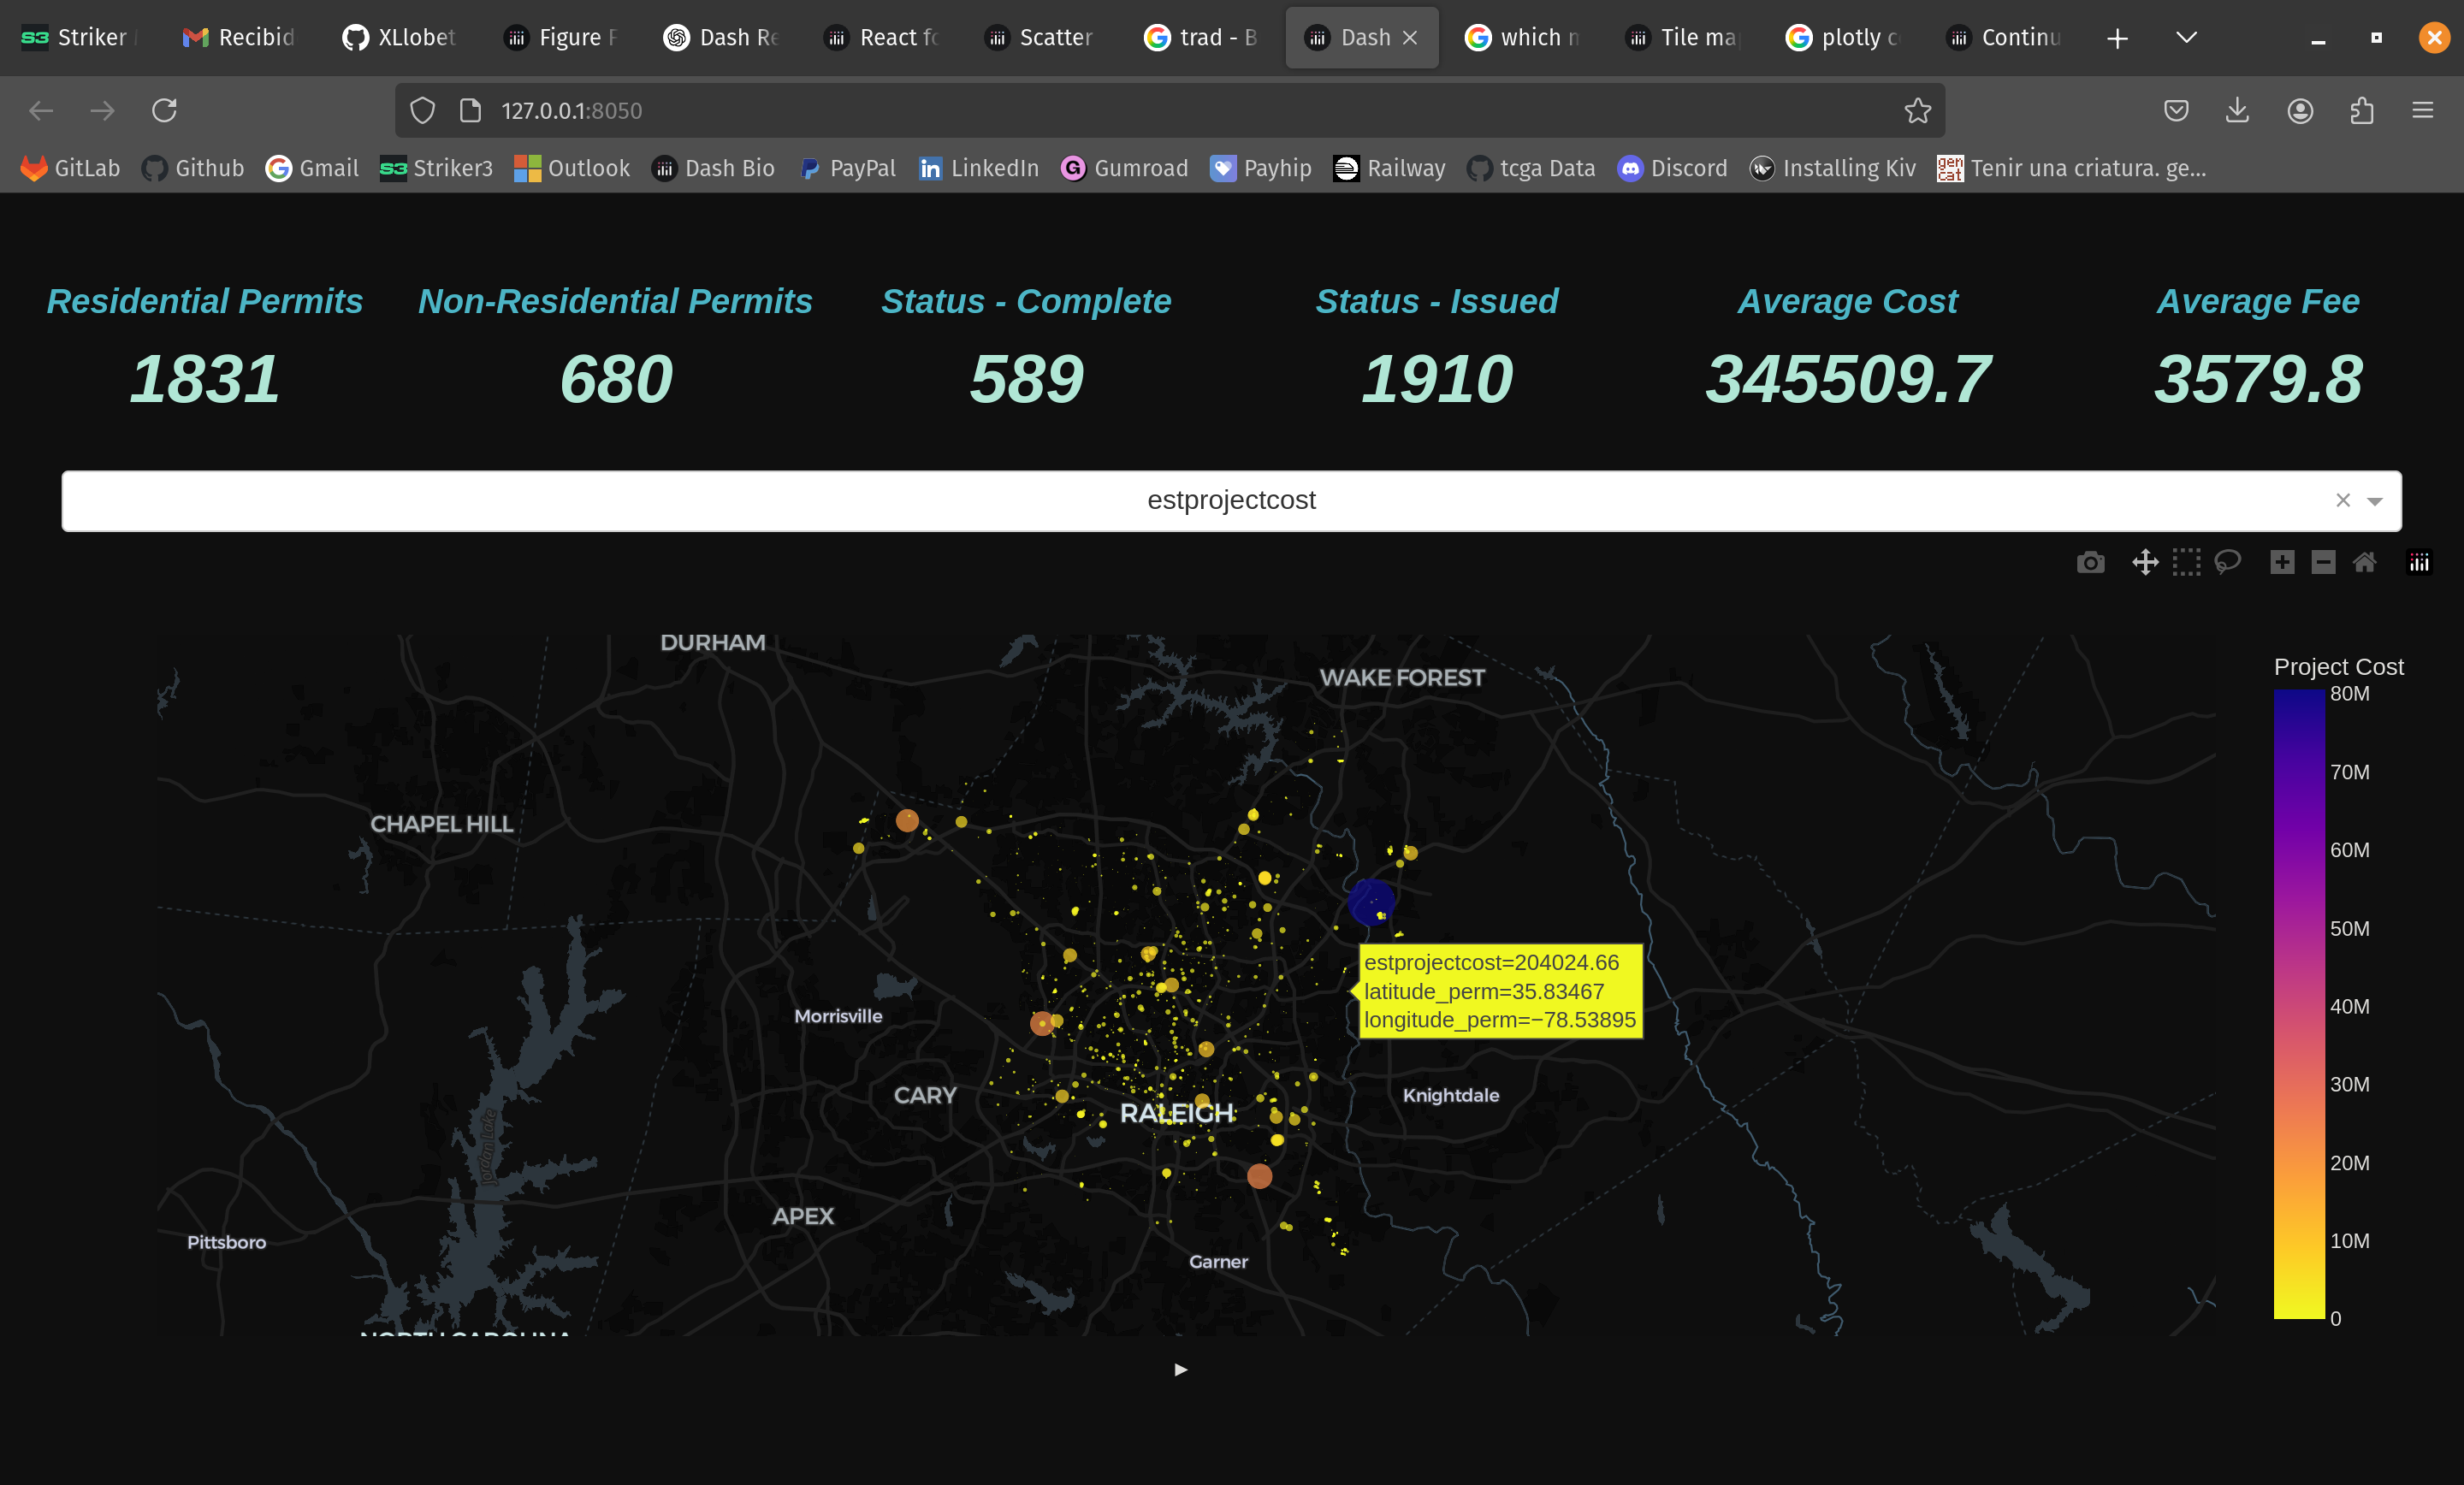 Striker Recibid XLlobet Figure Dash Re React fo Scatter trad - B Dash which Tile ma plotly c Continu
127.0.0.1:8050
GitLab Github Gmail Striker3 Outlook Dash Bio PayPal LinkedIn Gumroad Payhip Railway tcga Data Discord Installing Kiv Tenir una criatura. ge...
Residential Permits Non-Residential Permits Status - Complete Status - Issued Average Cost Average Fee
1831 680 589 1910 345509.7 3579.8
estprojectcost
DURHAM
WAKE FOREST
CHAPEL HILL
estprojectcost=204024.66
latitude_perm=35.83467
longitude_perm=−78.53895
Morrisville
CARY
Knightdale
RALEIGH
Jordan Lake
APEX
Pittsboro
Garner
NORTH CAROLINA
Project Cost
80M
70M
60M
50M
40M
30M
20M
10M
0